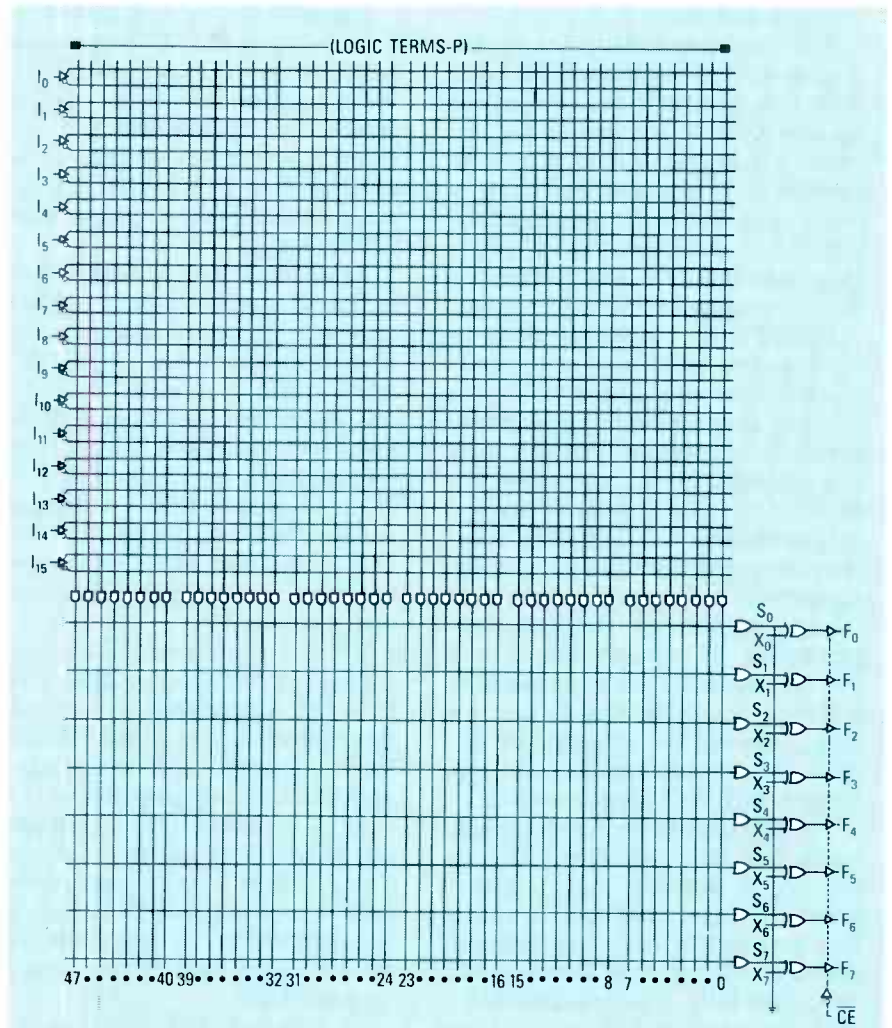 (LOGIC TERMS-P)
I0
I1
I2
I3
I4
I5
I6
I7
I8
I9
I10
I11
I12
I13
I14
I15
S0
X0
F0
S1
X1
F1
S2
X2
F2
S3
X3
F3
S4
X4
F4
S5
X5
F5
S6
X6
F6
S7
X7
F7
47 40 39 32 31 24 23 16 15 8 7 0
C̅E̅